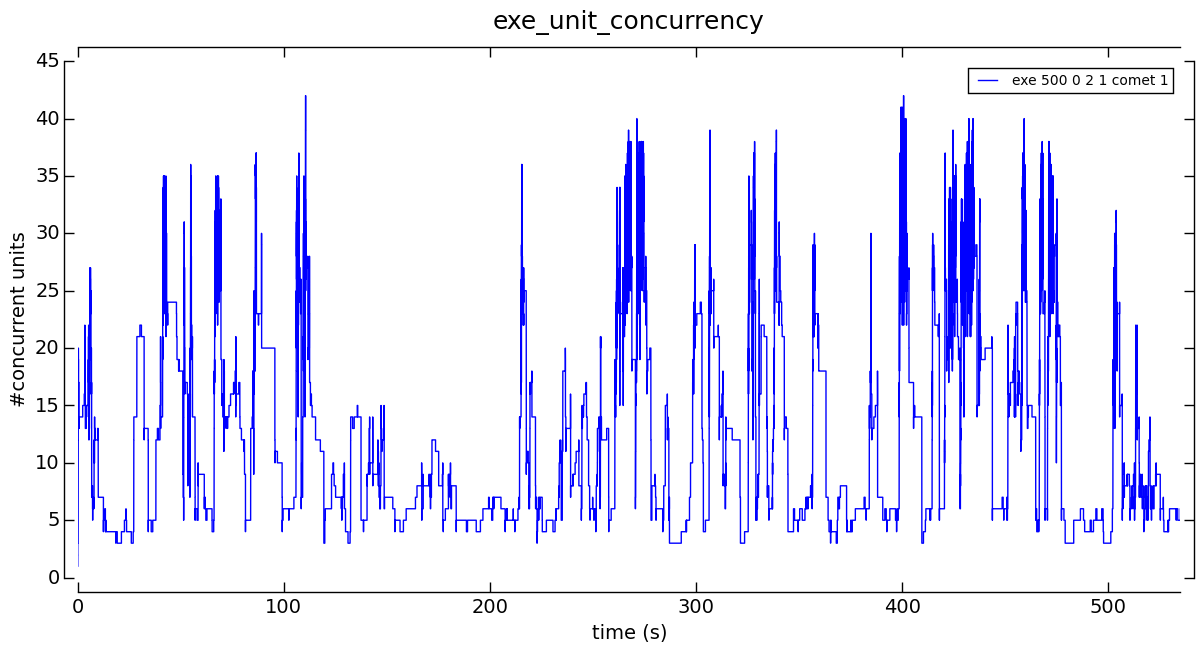 exe_unit_concurrency
exe 500 0 2 1 comet 1
#concurrent units
45
40
35
30
25
20
15
10
5
0
0 100 200 300 400 500
time (s)